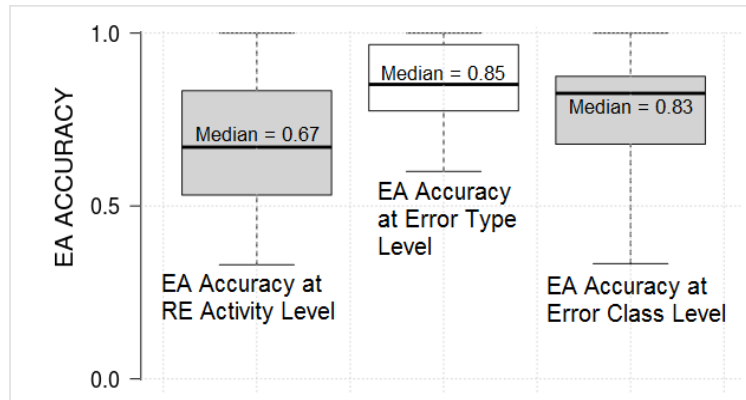 EA ACCURACY
1.0
0.5
0.0
Median = 0.67
Median = 0.85
Median = 0.83
EA Accuracy at
RE Activity Level
EA Accuracy
at Error Type
Level
EA Accuracy at
Error Class Level